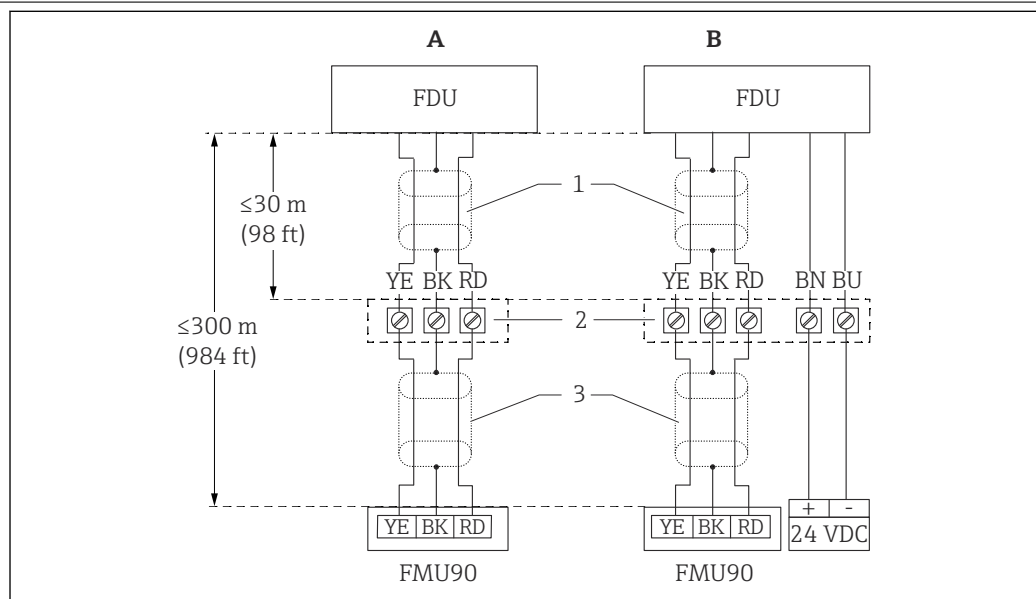 A B
FDU FDU
1
≤30 m
(98 ft)
YE BK RD YE BK RD BN BU
2
≤300 m
(984 ft)
3
YE BK RD YE BK RD + -
24 VDC
FMU90 FMU90